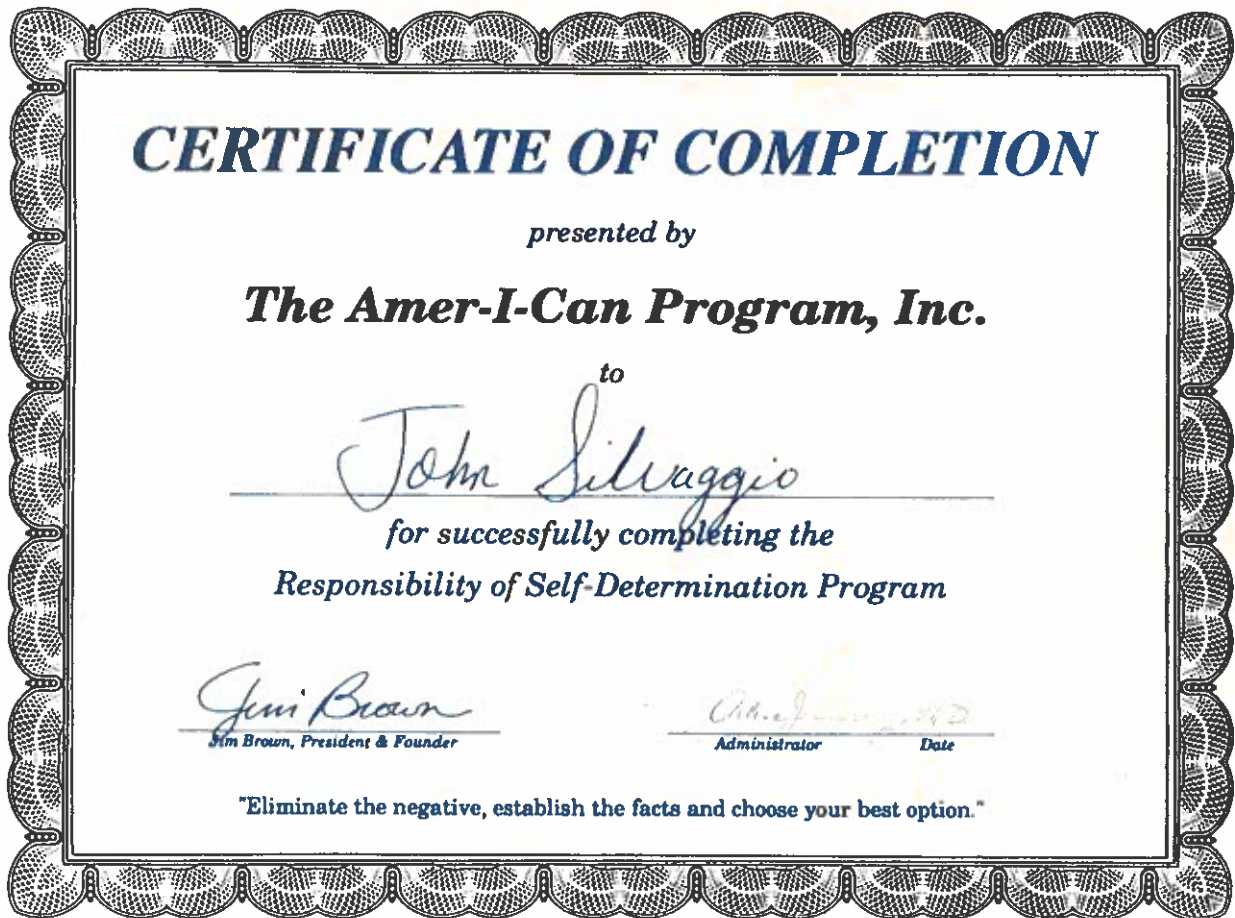 CERTIFICATE OF COMPLETION
presented by
The Amer-I-Can Program, Inc.
to
John Silvaggio
for successfully completing the
Responsibility of Self-Determination Program
Jim Brown
Jim Brown, President & Founder
Administrator Date
"Eliminate the negative, establish the facts and choose your best option."